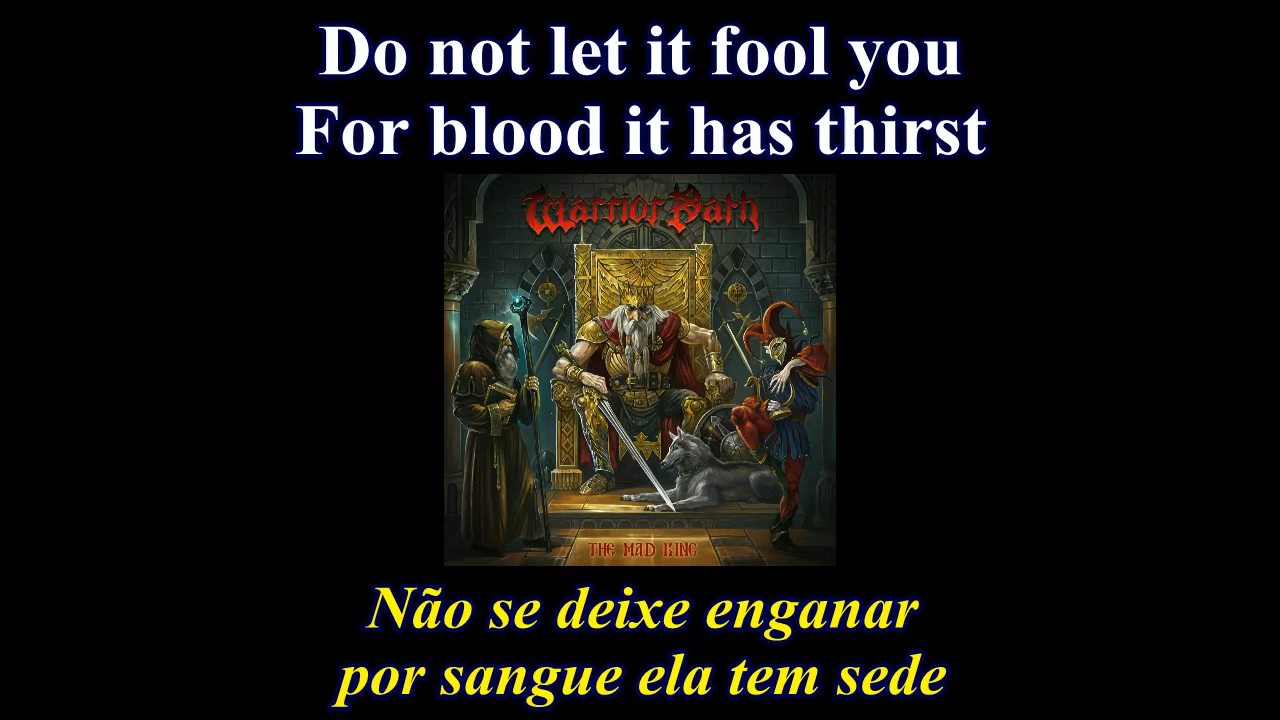 Do not let it fool you
For blood it has thirst
Warrior Path
THE MAD KING
Não se deixe enganar
por sangue ela tem sede